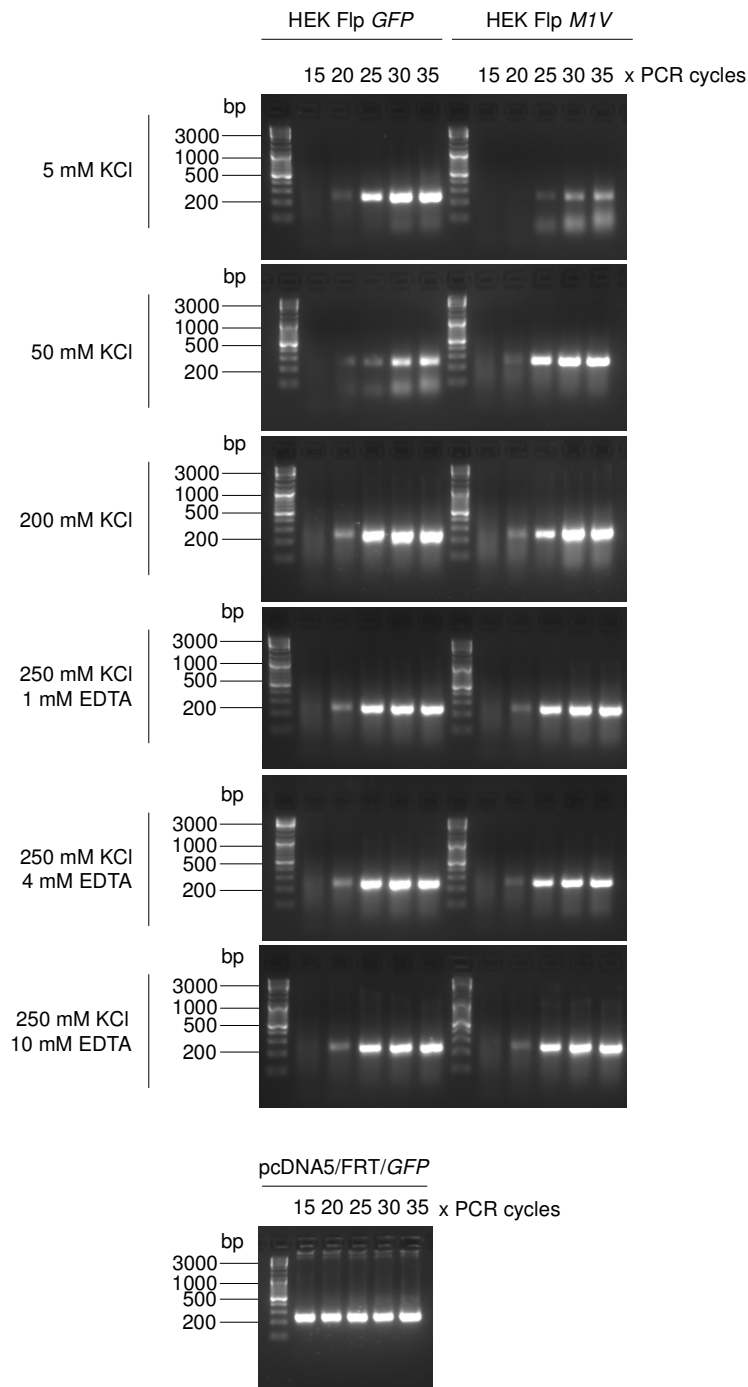 HEK Flp GFP HEK Flp M1V
15 20 25 30 35 15 20 25 30 35 x PCR cycles
bp
3000
1000
500
200
5 mM KCl
bp
3000
1000
500
200
50 mM KCl
bp
3000
1000
500
200
200 mM KCl
bp
3000
1000
500
200
250 mM KCl
1 mM EDTA
bp
3000
1000
500
200
250 mM KCl
4 mM EDTA
bp
3000
1000
500
200
250 mM KCl
10 mM EDTA
pcDNA5/FRT/GFP
15 20 25 30 35 x PCR cycles
bp
3000
1000
500
200